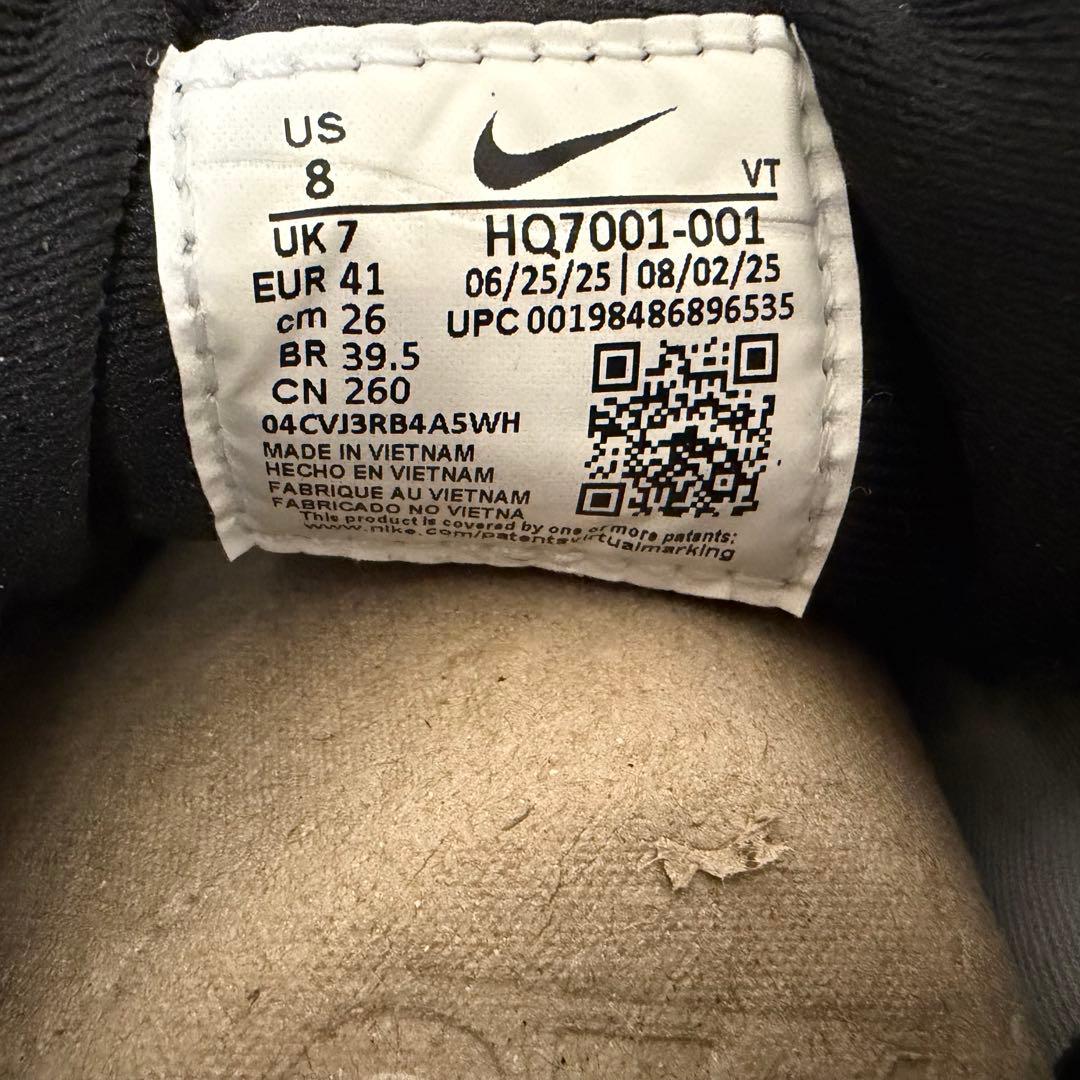 US
8
VT
UK 7
HQ7001-001
EUR 41
06/25/25 | 08/02/25
cm 26
UPC 00198486896535
BR 39.5
CN 260
04CVJ3RB4A5WH
MADE IN VIETNAM
HECHO EN VIETNAM
FABRIQUE AU VIETNAM
FABRICADO NO VIETNA
This product is covered by one or more patents:
www.nike.com/patentsvirtualmarking